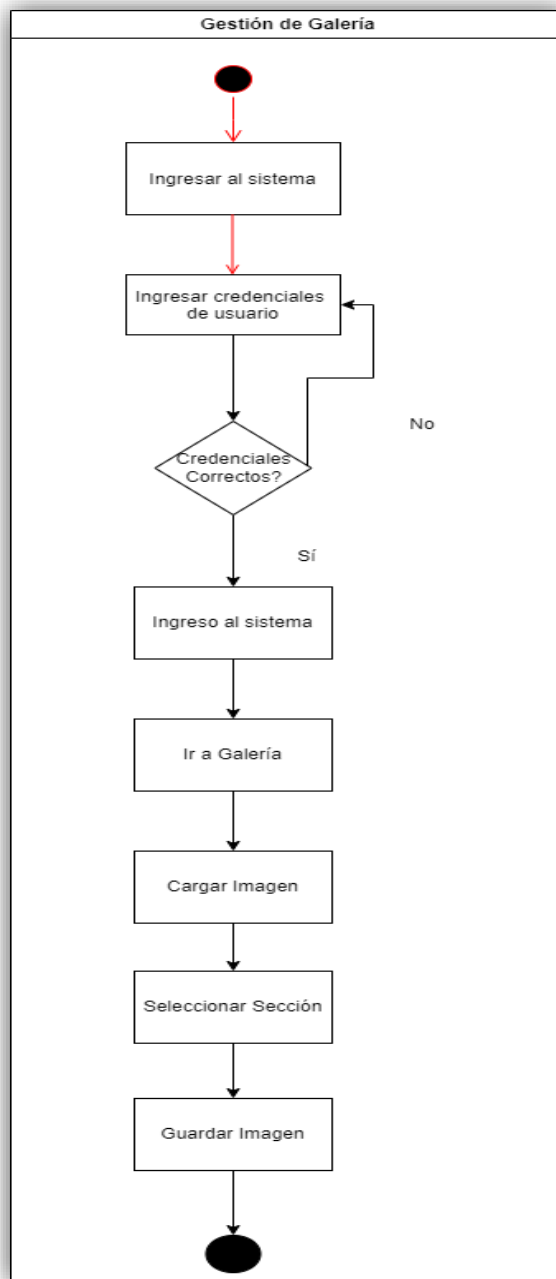 Gestión de Galería
Ingresar al sistema
Ingresar credenciales
de usuario
No
Credenciales
Correctos?
Sí
Ingreso al sistema
Ir a Galería
Cargar Imagen
Seleccionar Sección
Guardar Imagen